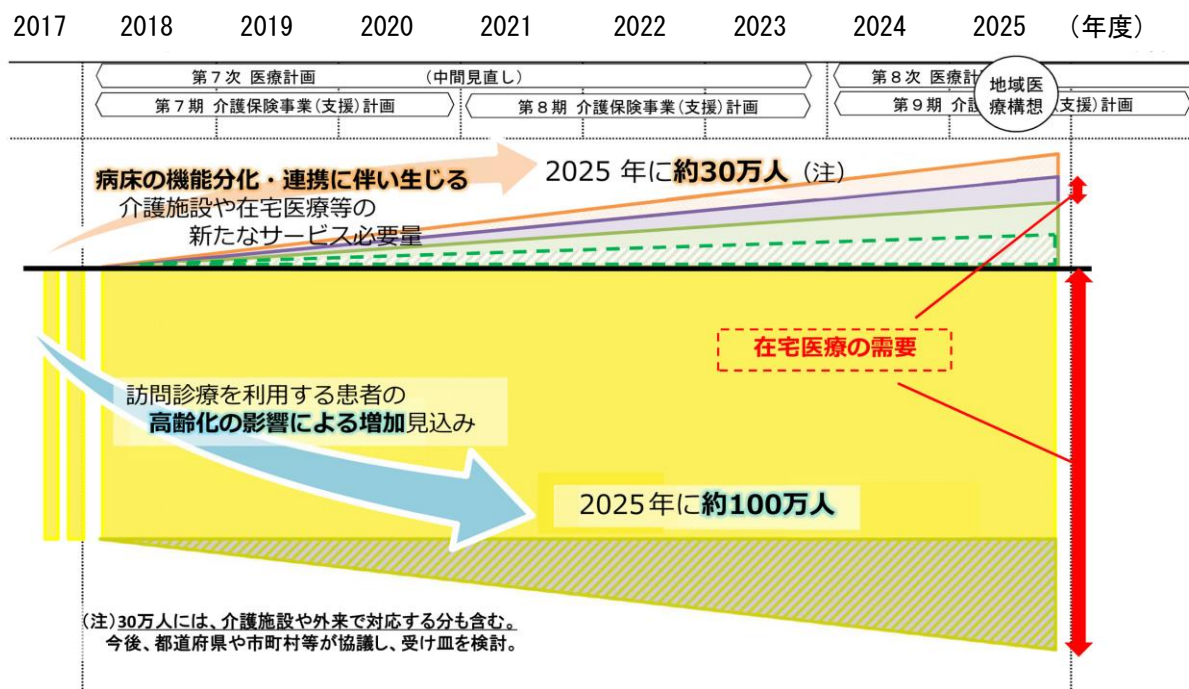 2017 2018 2019 2020 2021 2022 2023 2024 2025 (年度)
第7次 医療計画 (中間見直し)
第8次 医療計
第7期 介護保険事業(支援)計画
第8期 介護保険事業(支援)計画
第9期 介護 支援)計画
地域医
療構想
病床の機能分化・連携に伴い生じる
介護施設や在宅医療等の
新たなサービス必要量
2025 年に約30万人 (注)
在宅医療の需要
訪問診療を利用する患者の
高齢化の影響による増加見込み
2025年に約100万人
(注)30万人には、介護施設や外来で対応する分も含む。
今後、都道府県や市町村等が協議し、受け皿を検討。